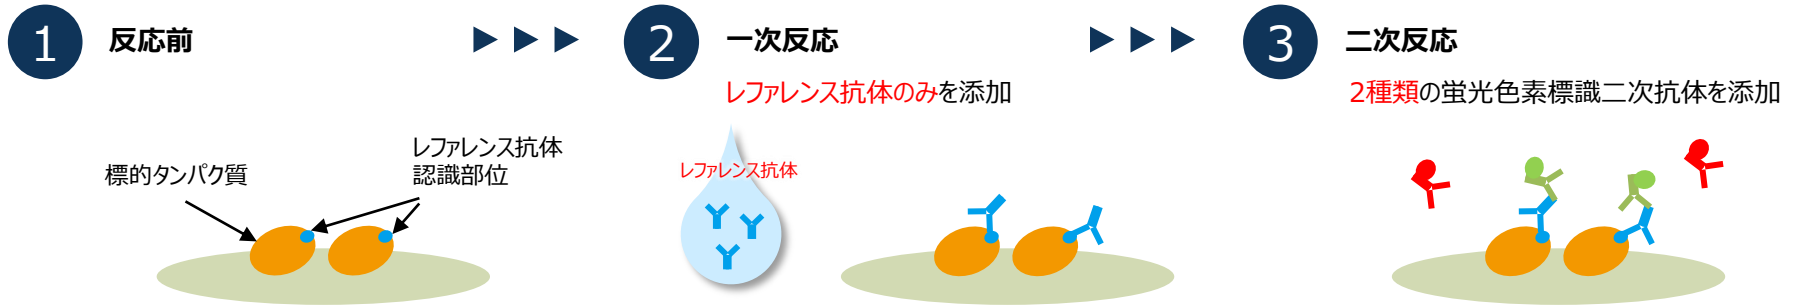 1 反応前
標的タンパク質
レファレンス抗体
認識部位
2 一次反応
レファレンス抗体のみを添加
レファレンス抗体
3 二次反応
2種類の蛍光色素標識二次抗体を添加